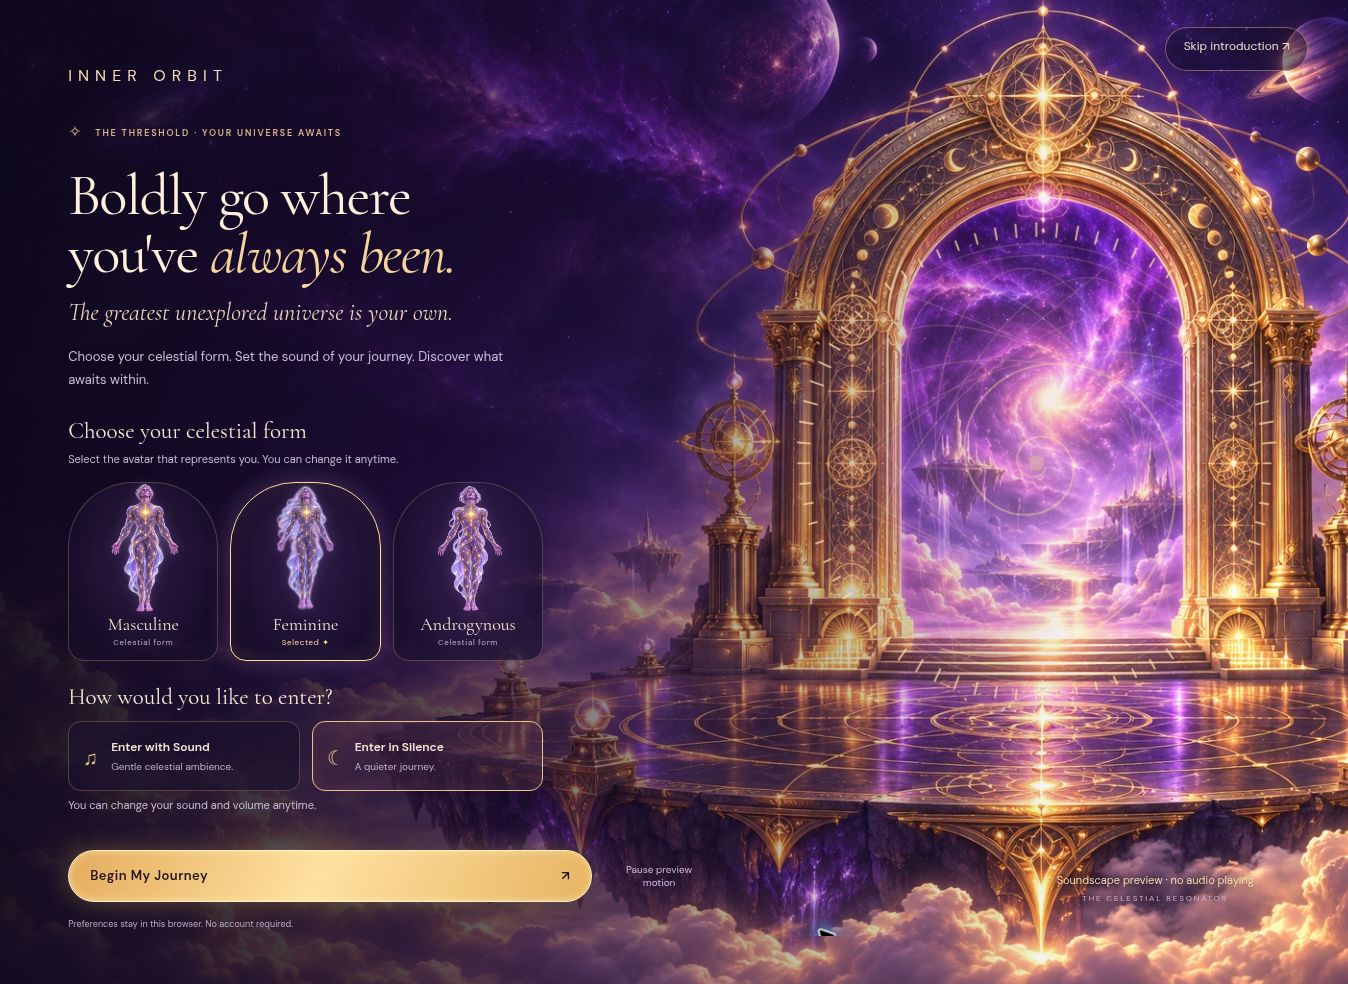 INNER ORBIT
Skip introduction ↗
✧ THE THRESHOLD · YOUR UNIVERSE AWAITS
Boldly go where
you've always been.
The greatest unexplored universe is your own.
Choose your celestial form. Set the sound of your journey. Discover what
awaits within.
Choose your celestial form
Select the avatar that represents you. You can change it anytime.
Masculine
Celestial form
Feminine
Selected ✦
Androgynous
Celestial form
How would you like to enter?
♫ Enter with Sound
Gentle celestial ambience.
☾ Enter in Silence
A quieter journey.
You can change your sound and volume anytime.
Begin My Journey ↗
Pause preview
motion
Soundscape preview · no audio playing
THE CELESTIAL RESONATOR
Preferences stay in this browser. No account required.